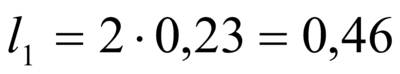 l₁ = 2 · 0,23 = 0,46